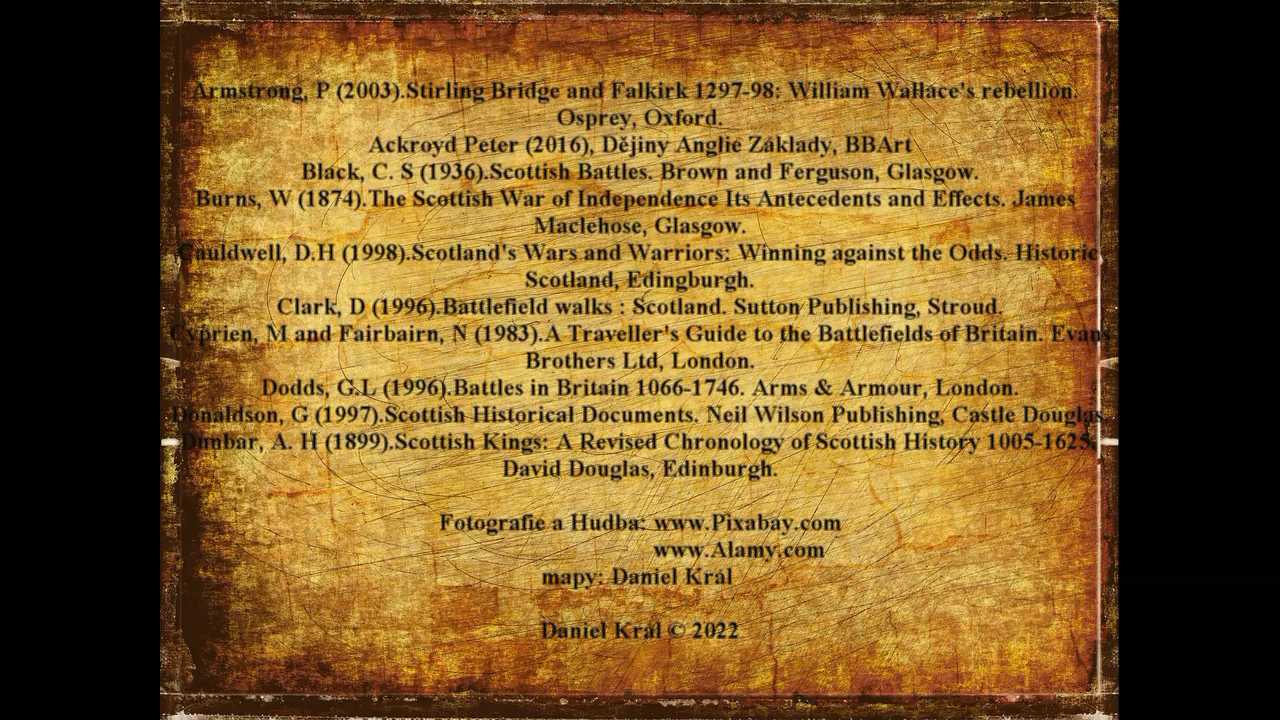 Armstrong, P (2003).Stirling Bridge and Falkirk 1297-98: William Wallace's rebellion.
Osprey, Oxford.
Ackroyd Peter (2016), Dějiny Anglie Základy, BBArt
Black, C. S (1936).Scottish Battles. Brown and Ferguson, Glasgow.
Burns, W (1874).The Scottish War of Independence Its Antecedents and Effects. James
Maclehose, Glasgow.
Cauldwell, D.H (1998).Scotland's Wars and Warriors: Winning against the Odds. Historic
Scotland, Edingburgh.
Clark, D (1996).Battlefield walks : Scotland. Sutton Publishing, Stroud.
Cyprien, M and Fairbairn, N (1983).A Traveller's Guide to the Battlefields of Britain. Evans
Brothers Ltd, London.
Dodds, G.L (1996).Battles in Britain 1066-1746. Arms & Armour, London.
Donaldson, G (1997).Scottish Historical Documents. Neil Wilson Publishing, Castle Douglas.
Dunbar, A. H (1899).Scottish Kings: A Revised Chronology of Scottish History 1005-1625.
David Douglas, Edinburgh.
Fotografie a Hudba: www.Pixabay.com
www.Alamy.com
mapy: Daniel Král
Daniel Král © 2022